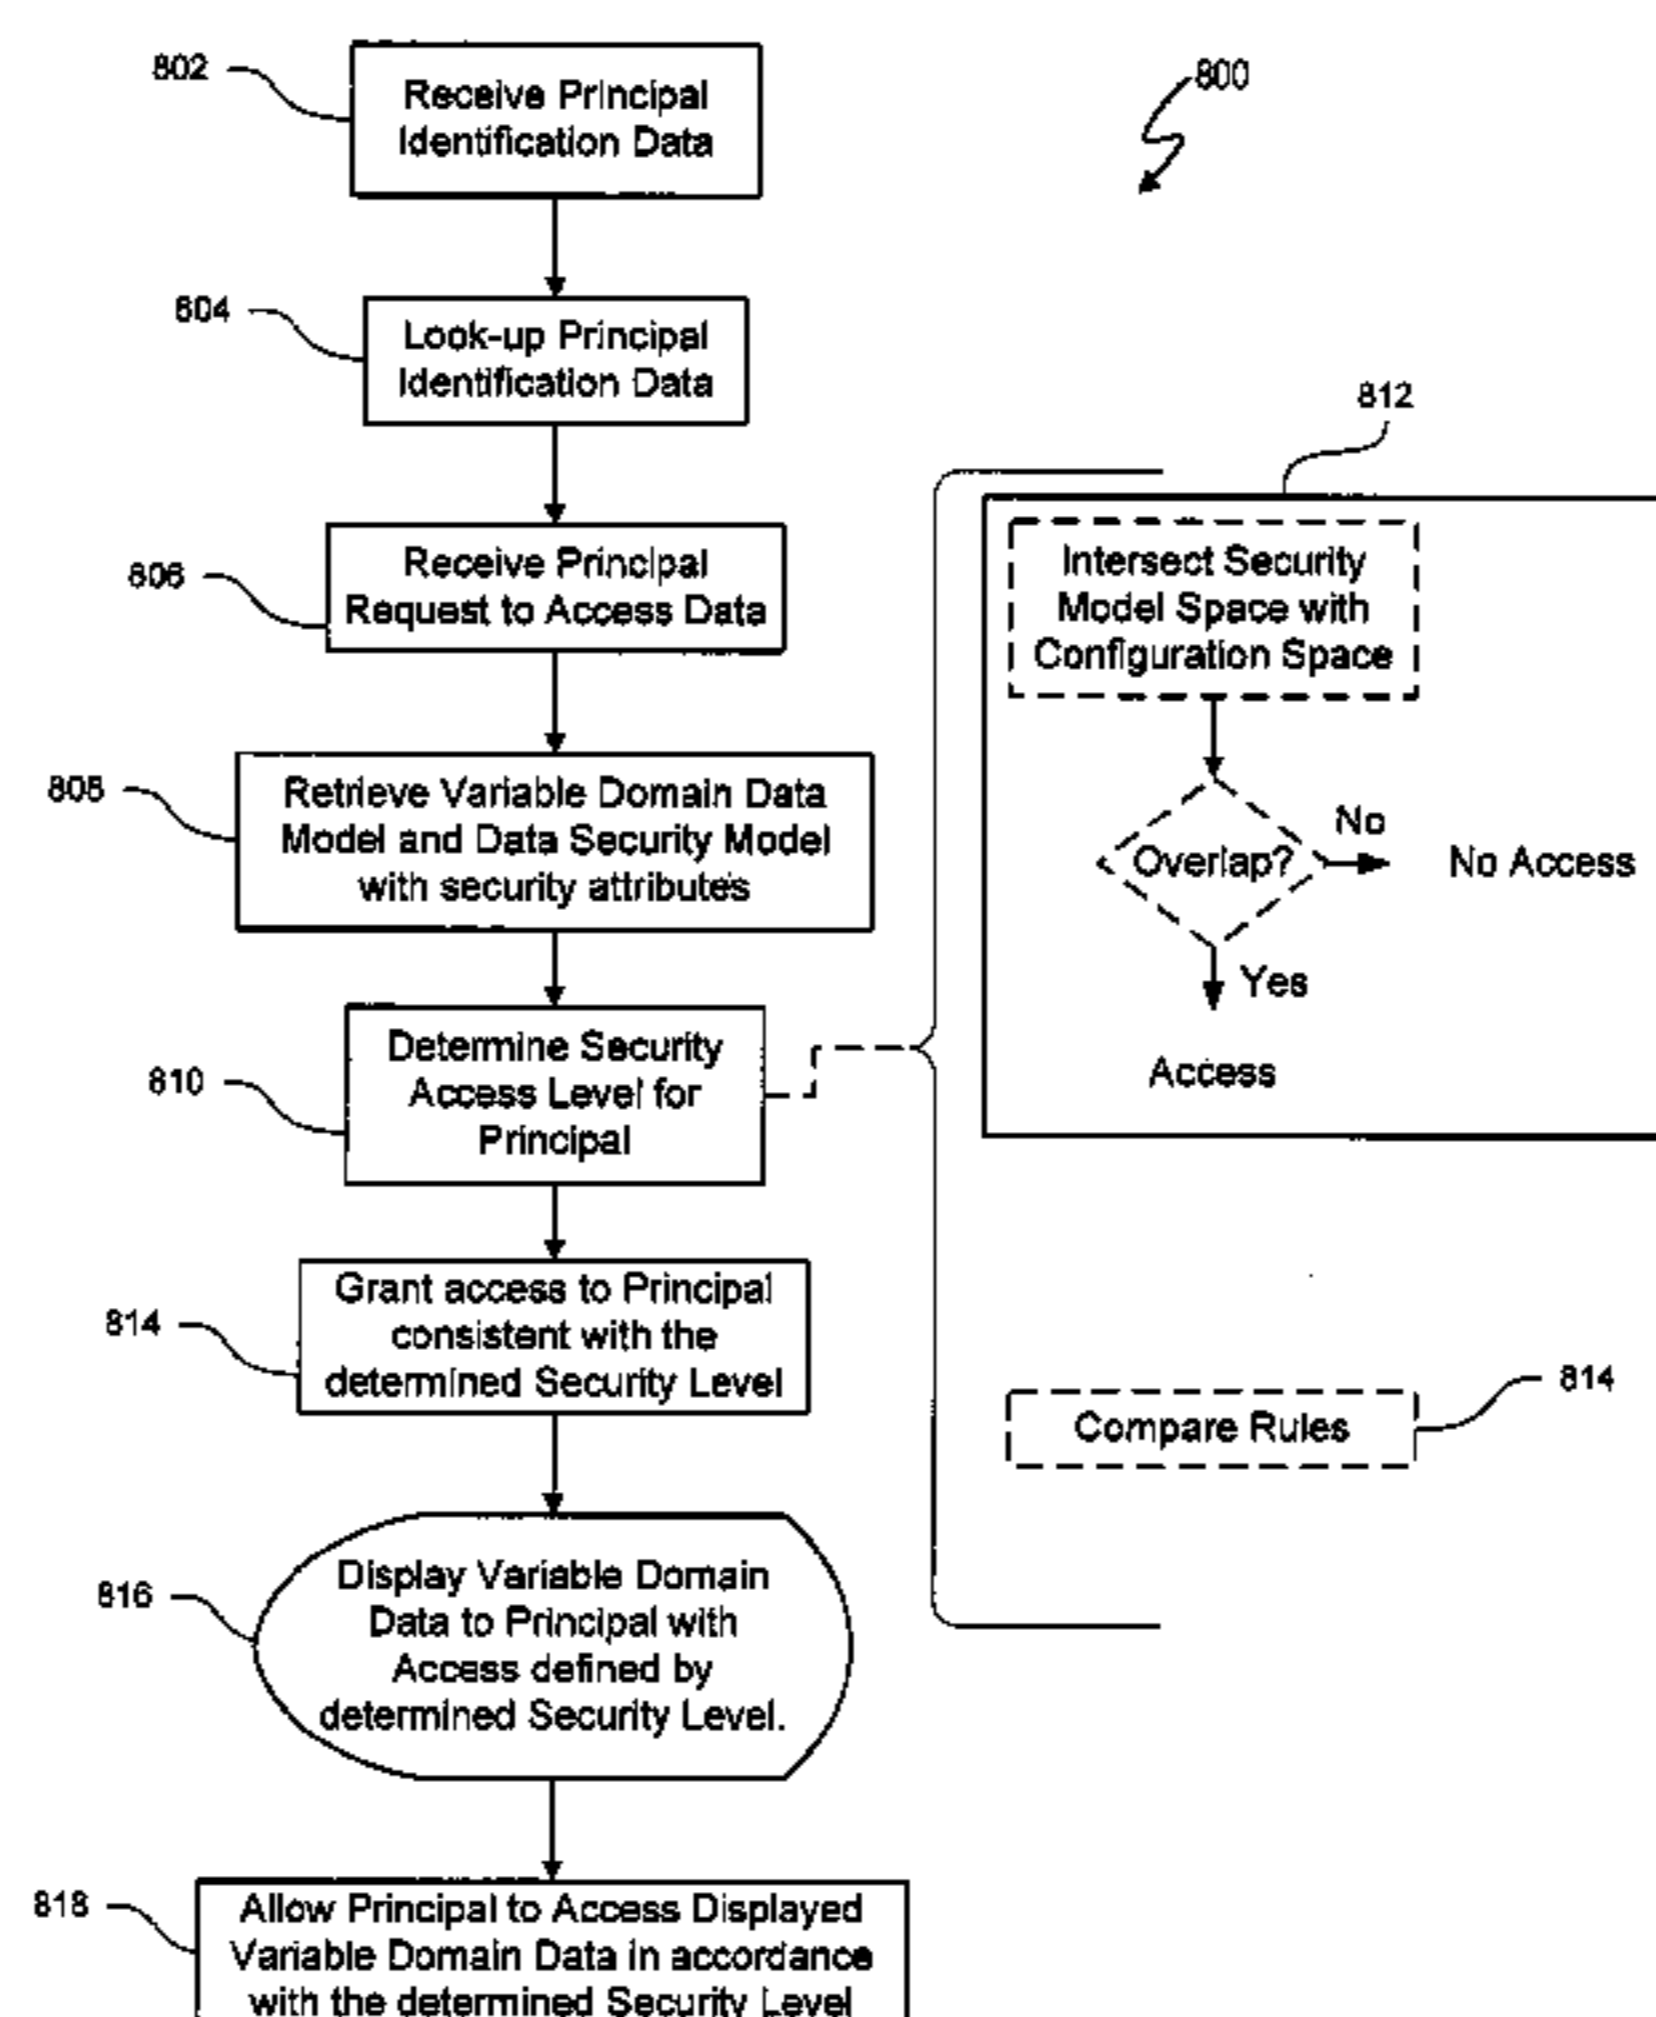 802
Receive Principal
Identification Data
800
804
Look-up Principal
Identification Data
806
Receive Principal
Request to Access Data
808
Retrieve Variable Domain Data
Model and Data Security Model
with security attributes
810
Determine Security
Access Level for
Principal
812
Intersect Security
Model Space with
Configuration Space
Overlap?
No
No Access
Yes
Access
814
Grant access to Principal
consistent with the
determined Security Level
Compare Rules
814
816
Display Variable Domain
Data to Principal with
Access defined by
determined Security Level.
818
Allow Principal to Access Displayed
Variable Domain Data in accordance
with the determined Security Level